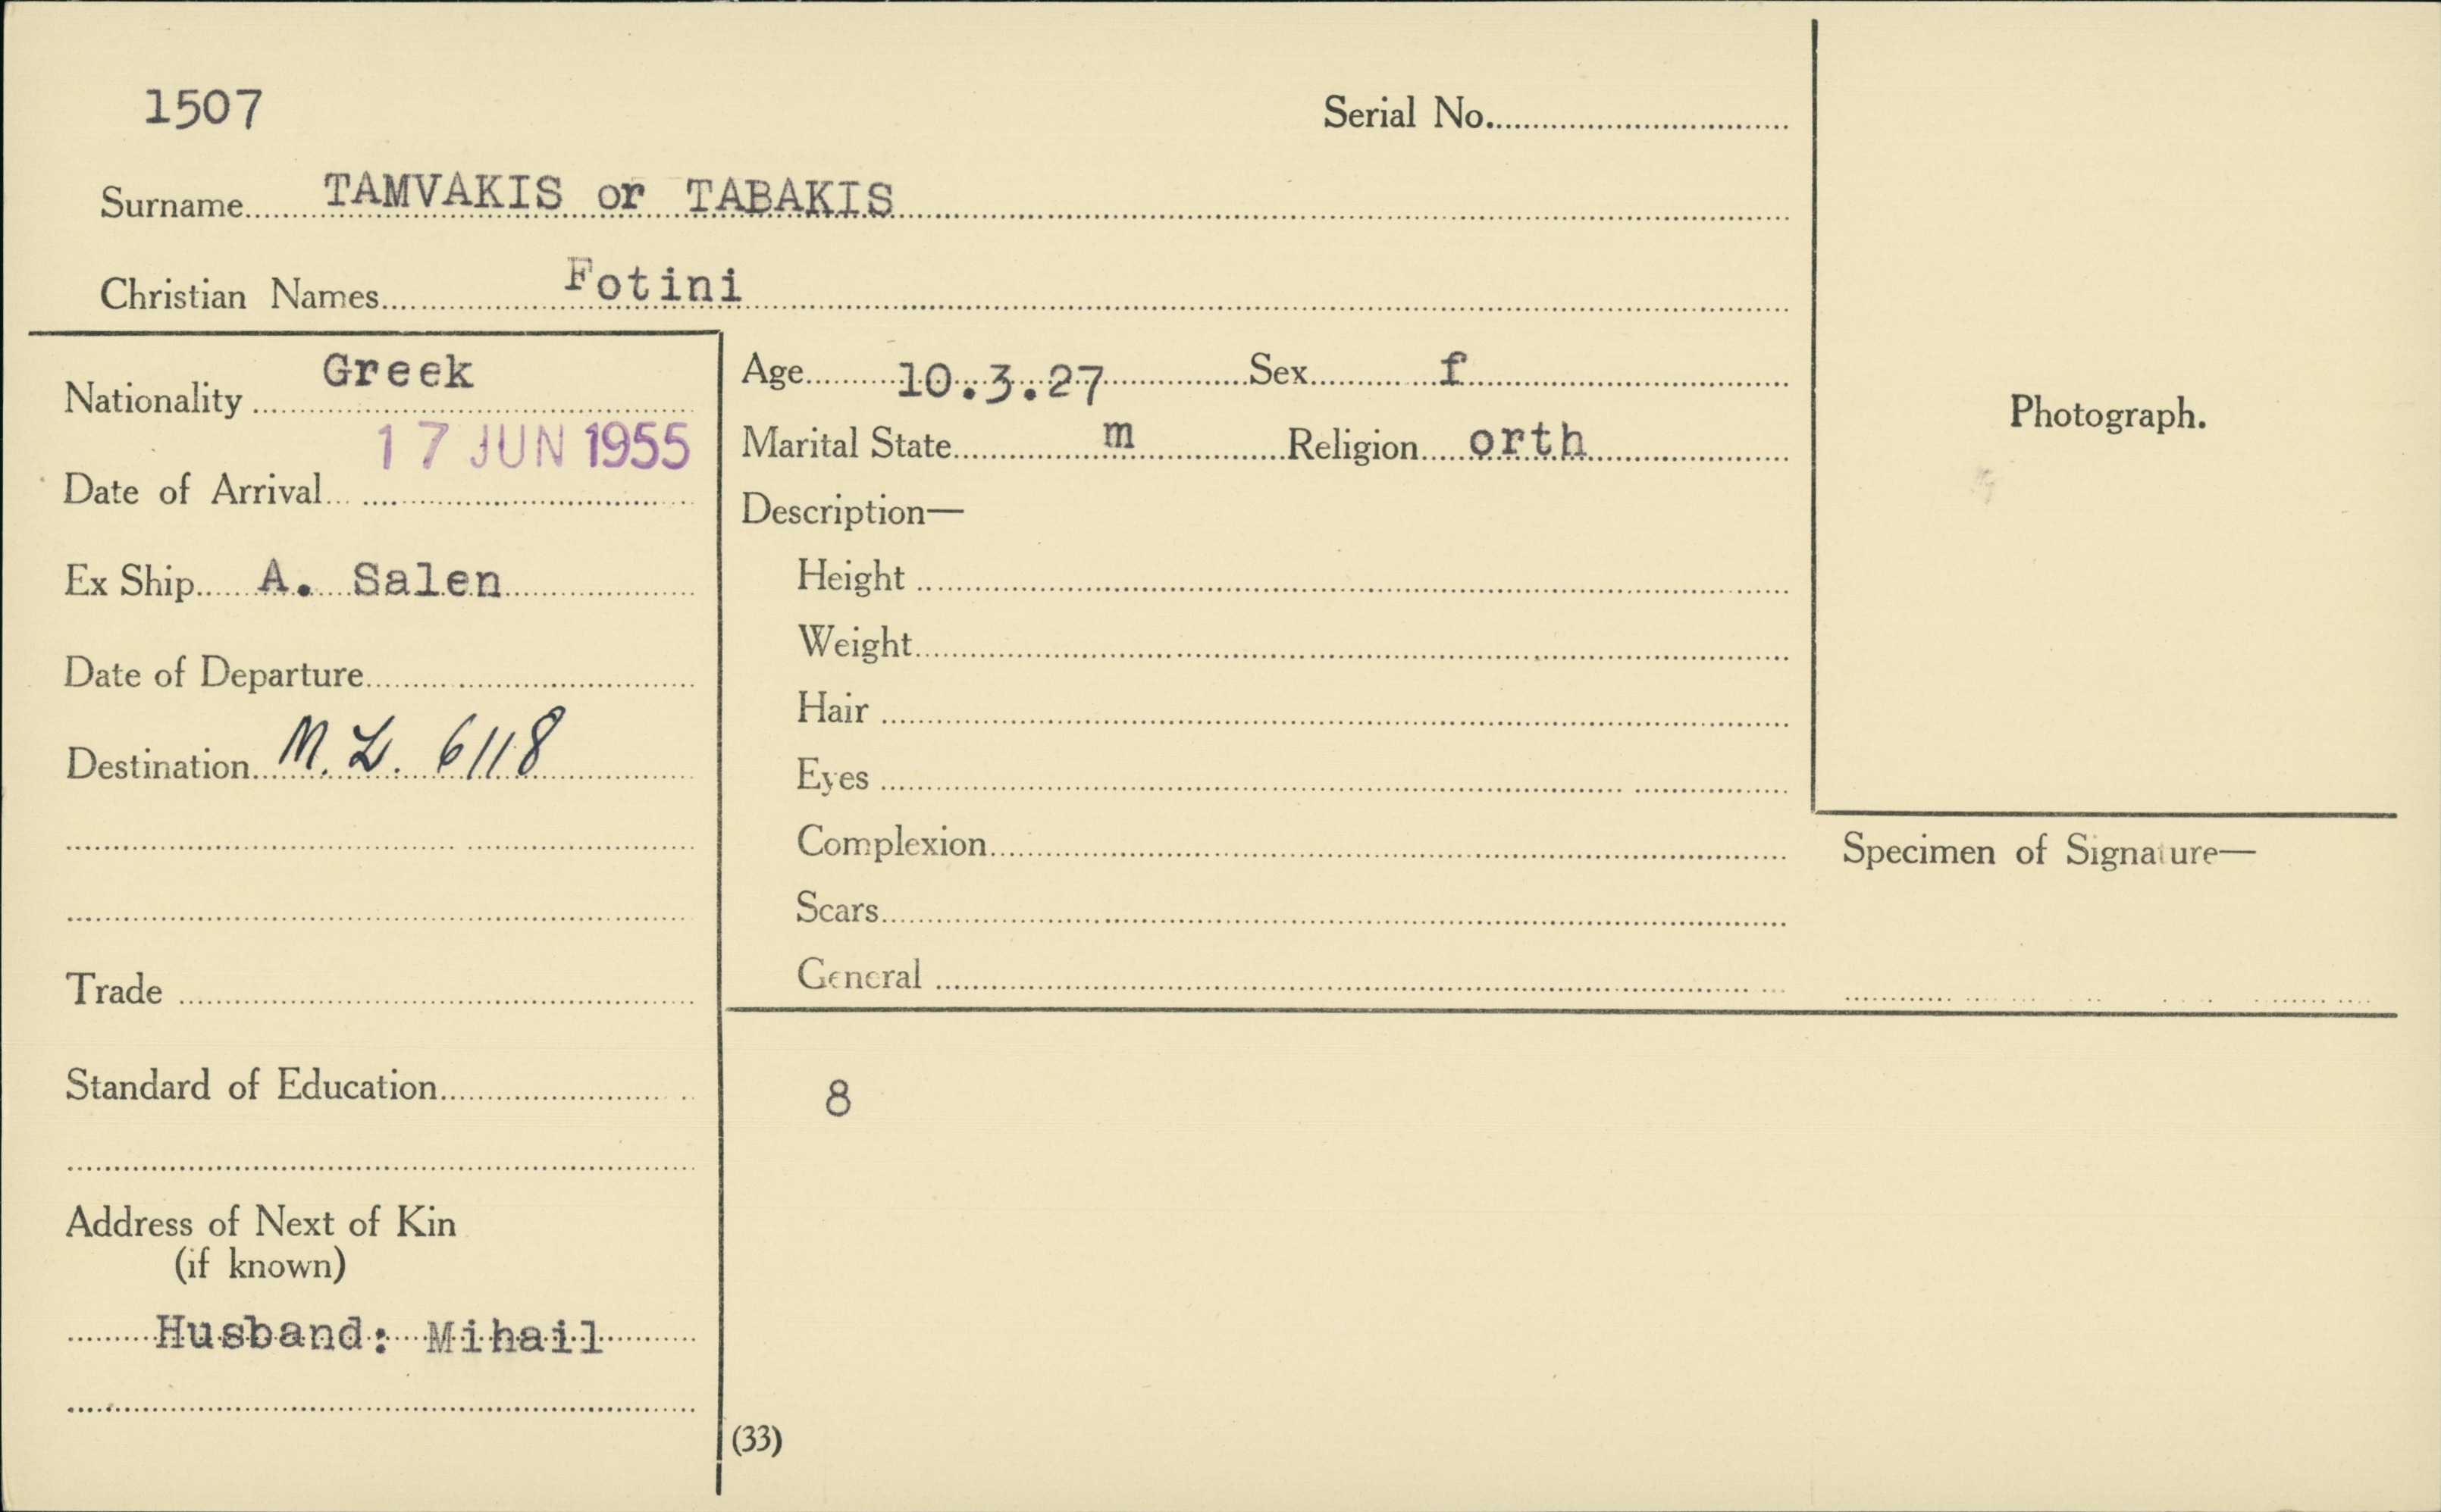 1507
Serial No.
Surname TAMVAKIS or TABAKIS
Christian Names Fotini
Nationality Greek
Date of Arrival 17 JUN 1955
Ex Ship A. Salen
Date of Departure
Destination M. L. 6118
Trade
Standard of Education
Address of Next of Kin
(if known)
Husband: Mihail
Age 10.3.27 Sex f
Marital State m Religion orth
Description—
Height
Weight
Hair
Eyes
Complexion
Scars
General
8
(33)
Photograph.
Specimen of Signature—